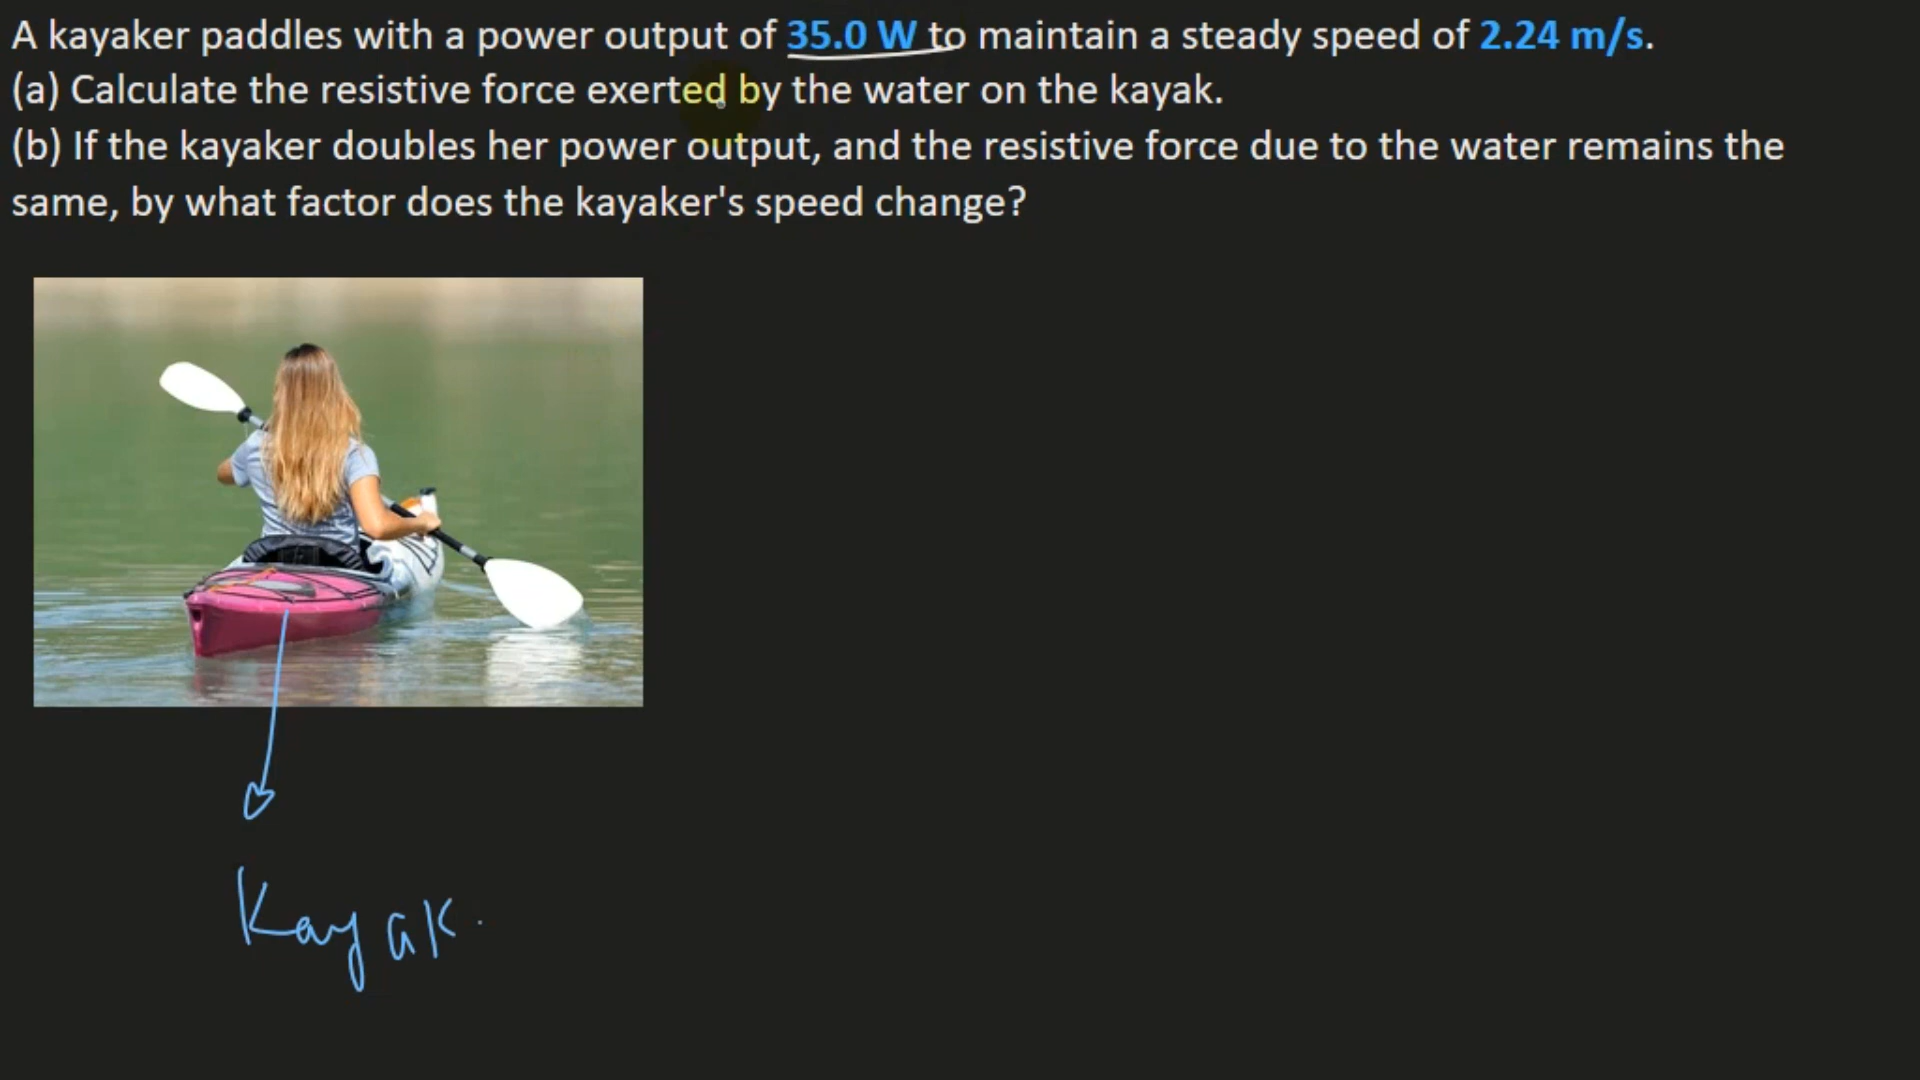 A kayaker paddles with a power output of 35.0 W to maintain a steady speed of 2.24 m/s.
(a) Calculate the resistive force exerted by the water on the kayak.
(b) If the kayaker doubles her power output, and the resistive force due to the water remains the
same, by what factor does the kayaker's speed change?
Kayak.